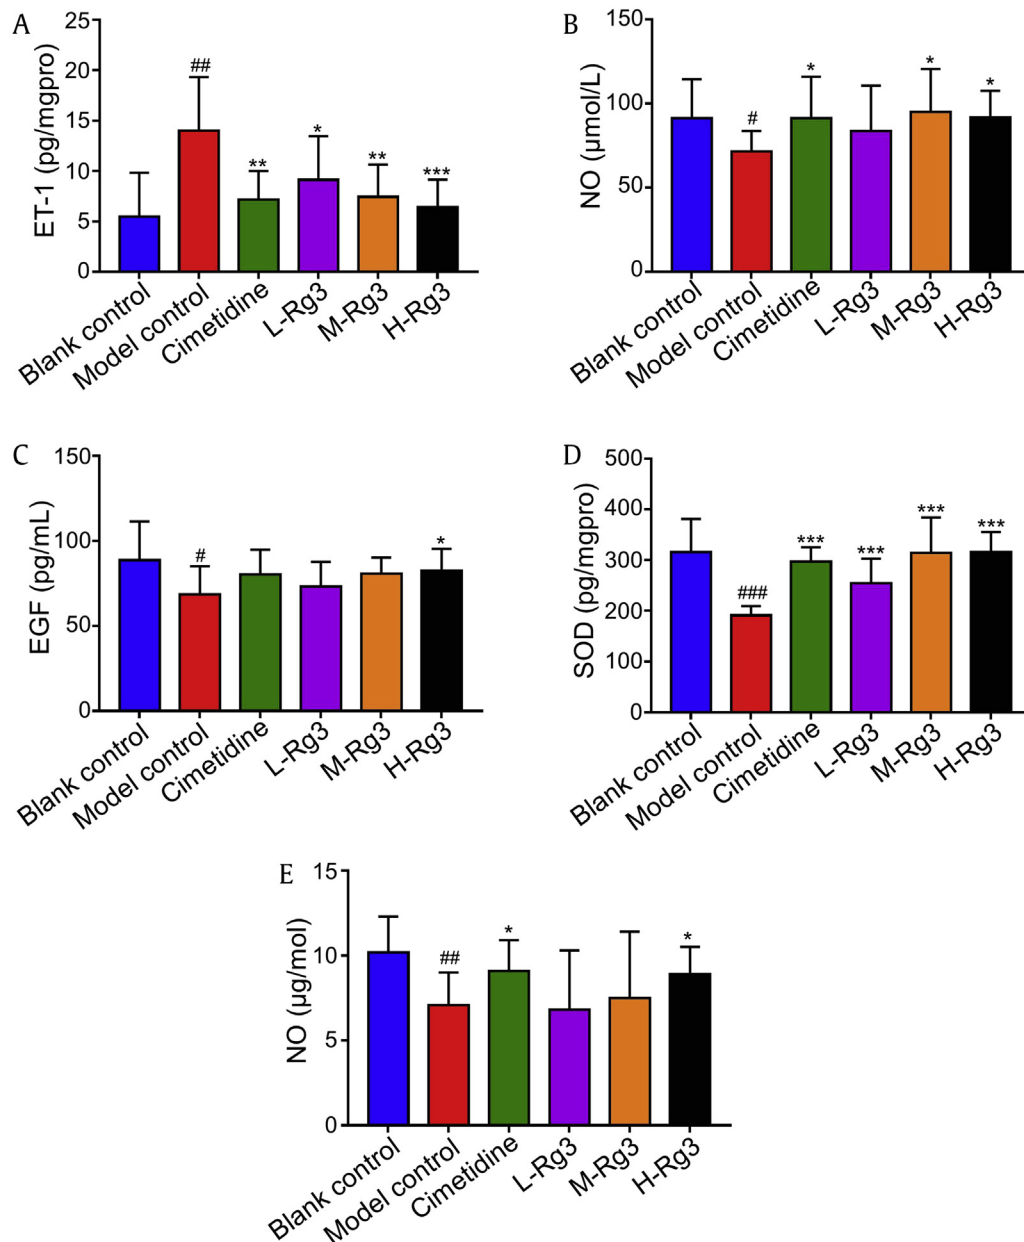 A
ET-1 (pg/mgpro)
25
20
15
10
5
0
##
**
*
**
***
Blank control
Model control
Cimetidine
L-Rg3
M-Rg3
H-Rg3
B
NO (μmol/L)
150
100
50
0
#
*
*
*
Blank control
Model control
Cimetidine
L-Rg3
M-Rg3
H-Rg3
C
EGF (pg/mL)
150
100
50
0
#
*
Blank control
Model control
Cimetidine
L-Rg3
M-Rg3
H-Rg3
D
SOD (pg/mgpro)
500
400
300
200
100
0
###
***
***
***
***
Blank control
Model control
Cimetidine
L-Rg3
M-Rg3
H-Rg3
E
NO (μg/mol)
15
10
5
0
##
*
*
Blank control
Model control
Cimetidine
L-Rg3
M-Rg3
H-Rg3